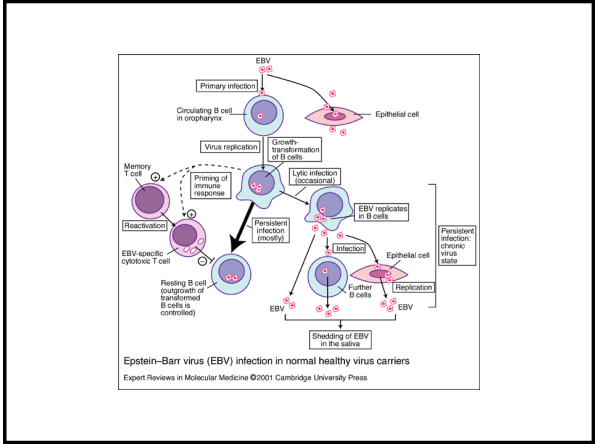 EBV
Primary infection
Circulating B cell
in oropharynx
Epithelial cell
Virus replication
Growth-
transformation
of B cells
Memory
T cell
+
Priming of
immune
response
Lytic infection
(occasional)
EBV replicates
in B cells
+
Reactivation
Persistent
infection
(mostly)
Persistent
infection:
chronic
virus
state
EBV-specific
cytotoxic T cell
−
Infection
Epithelial cell
Resting B cell
(outgrowth of
transformed
B cells is
controlled)
Further
B cells
Replication
EBV
EBV
Shedding of EBV
in the saliva
Epstein–Barr virus (EBV) infection in normal healthy virus carriers
Expert Reviews in Molecular Medicine ©2001 Cambridge University Press